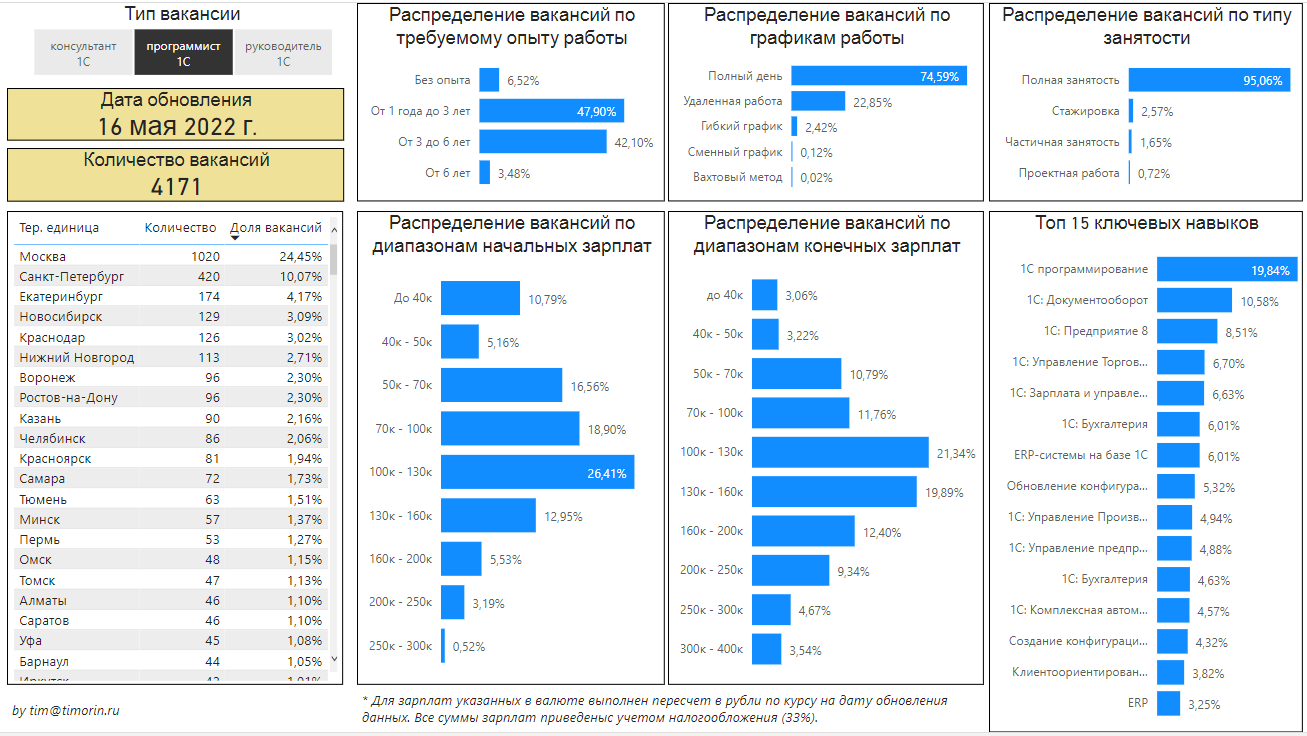 Тип вакансии
консультант
1С
программист
1С
руководитель
1С
Дата обновления
16 мая 2022 г.
Количество вакансий
4171
Тер. единица Количество Доля вакансий
Москва 1020 24,45%
Санкт-Петербург 420 10,07%
Екатеринбург 174 4,17%
Новосибирск 129 3,09%
Краснодар 126 3,02%
Нижний Новгород 113 2,71%
Воронеж 96 2,30%
Ростов-на-Дону 96 2,30%
Казань 90 2,16%
Челябинск 86 2,06%
Красноярск 81 1,94%
Самара 72 1,73%
Тюмень 63 1,51%
Минск 57 1,37%
Пермь 53 1,27%
Омск 48 1,15%
Томск 47 1,13%
Алматы 46 1,10%
Саратов 46 1,10%
Уфа 45 1,08%
Барнаул 44 1,05%
by tim@timorin.ru
Распределение вакансий по
требуемому опыту работы
Без опыта 6,52%
От 1 года до 3 лет 47,90%
От 3 до 6 лет 42,10%
От 6 лет 3,48%
Распределение вакансий по
графикам работы
Полный день 74,59%
Удаленная работа 22,85%
Гибкий график 2,42%
Сменный график 0,12%
Вахтовый метод 0,02%
Распределение вакансий по типу
занятости
Полная занятость 95,06%
Стажировка 2,57%
Частичная занятость 1,65%
Проектная работа 0,72%
Распределение вакансий по
диапазонам начальных зарплат
До 40к 10,79%
40к - 50к 5,16%
50к - 70к 16,56%
70к - 100к 18,90%
100к - 130к 26,41%
130к - 160к 12,95%
160к - 200к 5,53%
200к - 250к 3,19%
250к - 300к 0,52%
Распределение вакансий по
диапазонам конечных зарплат
до 40к 3,06%
40к - 50к 3,22%
50к - 70к 10,79%
70к - 100к 11,76%
100к - 130к 21,34%
130к - 160к 19,89%
160к - 200к 12,40%
200к - 250к 9,34%
250к - 300к 4,67%
300к - 400к 3,54%
Топ 15 ключевых навыков
1С программирование 19,84%
1С: Документооборот 10,58%
1С: Предприятие 8 8,51%
1С: Управление Торгов... 6,70%
1С: Зарплата и управле... 6,63%
1С: Бухгалтерия 6,01%
ERP-системы на базе 1С 6,01%
Обновление конфигура... 5,32%
1С: Управление Произв... 4,94%
1С: Управление предпр... 4,88%
1С: Бухгалтерия 4,63%
1С: Комплексная автом... 4,57%
Создание конфигураци... 4,32%
Клиентоориентирован... 3,82%
ERP 3,25%
* Для зарплат указанных в валюте выполнен пересчет в рубли по курсу на дату обновления
данных. Все суммы зарплат приведеныс учетом налогообложения (33%).